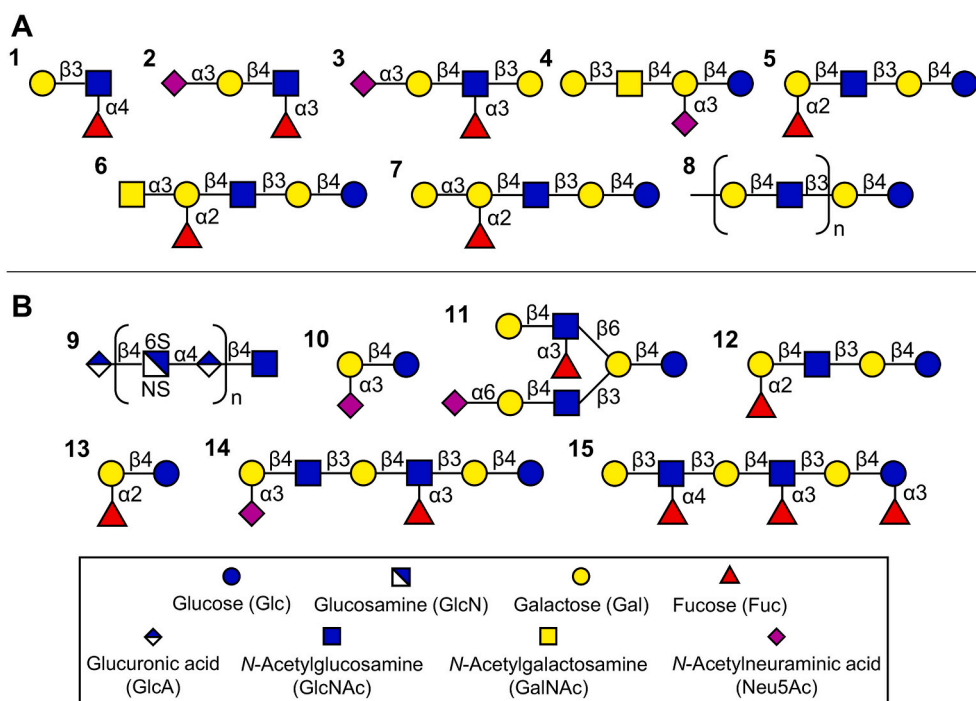 A
1 β3 α4
2 α3 β4 α3
3 α3 β4 β3 α3
4 β3 β4 β4 α3
5 β4 β3 β4 α2
6 α3 β4 β3 β4 α2
7 α3 β4 β3 β4 α2
8 β4 β3 β4 n
B
9 β4 6S α4 β4 NS n
10 β4 α3
11 β4 β6 α3 β4 α6 β4 β3
12 β4 β3 β4 α2
13 β4 α2
14 β4 β3 β4 β3 β4 α3 α3
15 β3 β3 β4 β3 β4 α4 α3 α3
Glucose (Glc) Glucosamine (GlcN) Galactose (Gal) Fucose (Fuc)
Glucuronic acid N-Acetylglucosamine N-Acetylgalactosamine N-Acetylneuraminic acid
(GlcA) (GlcNAc) (GalNAc) (Neu5Ac)